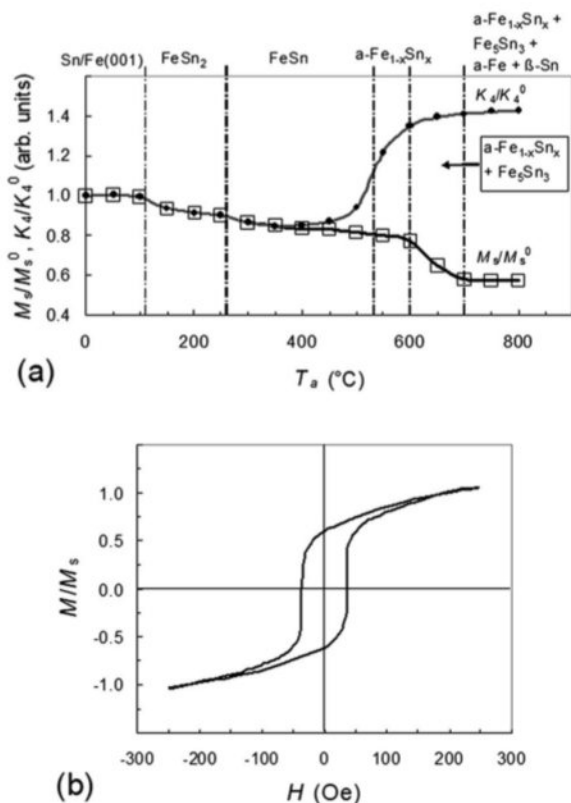 a-Fe₁₋ₓSnₓ +
Fe₅Sn₃ +
a-Fe + ß-Sn
Sn/Fe(001) FeSn₂ FeSn a-Fe₁₋ₓSnₓ
K₄/K₄⁰
a-Fe₁₋ₓSnₓ
+ Fe₅Sn₃
Mₛ/Mₛ⁰
Mₛ/Mₛ⁰, K₄/K₄⁰ (arb. units)
1.4
1.2
1.0
0.8
0.6
0.4
0 200 400 600 800
Tₐ (°C)
(a)
M/Mₛ
1.0
0.5
0.0
-0.5
-1.0
-300 -200 -100 0 100 200 300
H (Oe)
(b)